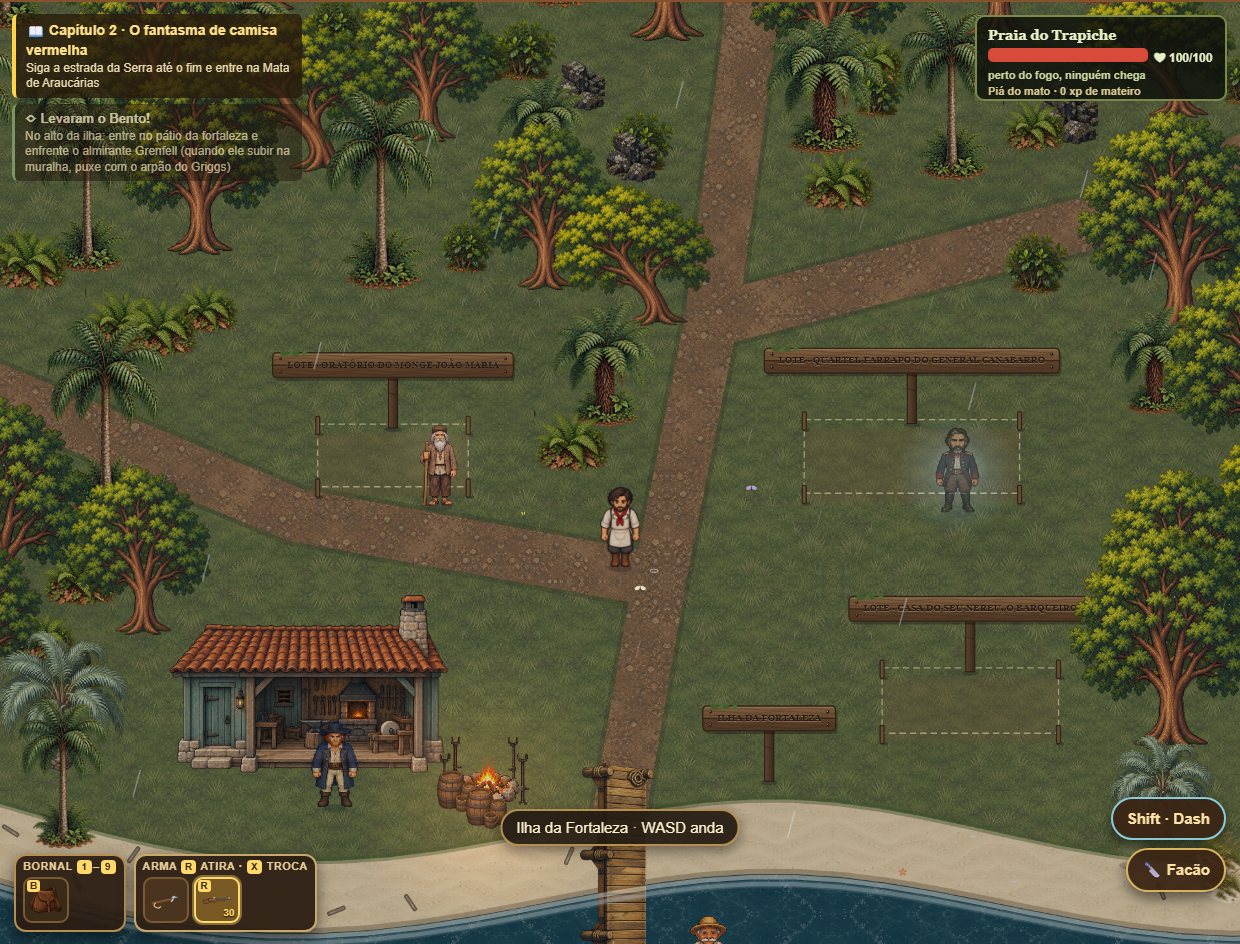 Capítulo 2 · O fantasma de camisa
vermelha
Siga a estrada da Serra até o fim e entre na Mata
de Araucárias
Levaram o Bento!
No alto da ilha: entre no pátio da fortaleza e
enfrente o almirante Grenfell (quando ele subir na
muralha, puxe com o arpão do Griggs)
Praia do Trapiche
100/100
perto do fogo, ninguém chega
Piá do mato · 0 xp de mateiro
LOTE · ORATÓRIO DO MONGE JOÃO MARIA
LOTE · QUARTEL FARRAPO DO GENERAL CANABARRO
LOTE · CASA DO SEU NEREU, O BARQUEIRO
ILHA DA FORTALEZA
Ilha da Fortaleza · WASD anda
Shift · Dash
Facão
BORNAL 1–9
B
ARMA R ATIRA · X TROCA
R
30